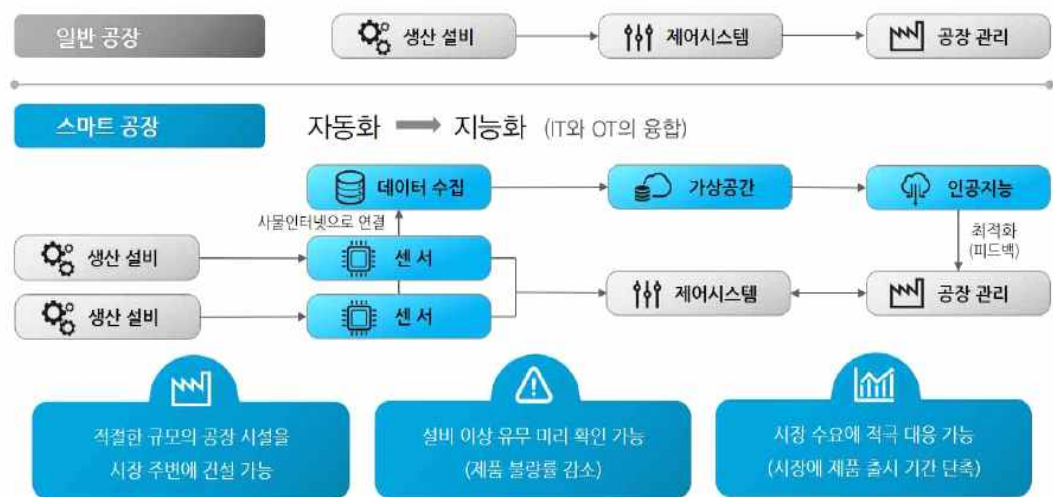 일반 공장
생산 설비
제어시스템
공장 관리
스마트 공장
자동화
지능화 (IT와 OT의 융합)
데이터 수집
가상공간
인공지능
사물인터넷으로 연결
최적화
(피드백)
생산 설비
센서
제어시스템
공장 관리
생산 설비
센서
적절한 규모의 공장 시설을
시장 주변에 건설 가능
설비 이상 유무 미리 확인 가능
(제품 불량률 감소)
시장 수요에 적극 대응 가능
(시장에 제품 출시 기간 단축)